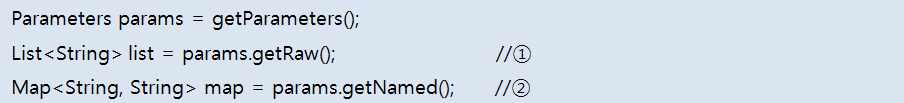 Parameters params = getParameters();
List<String> list = params.getRaw(); //①
Map<String, String> map = params.getNamed(); //②